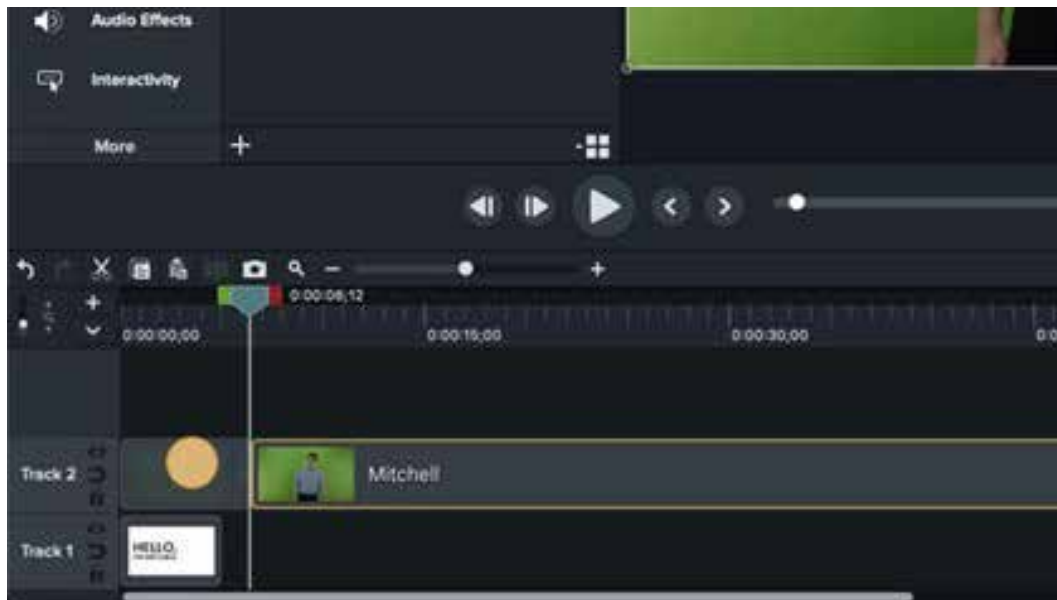 Audio Effects
Interactivity
More
0:00:06;12
0:00:00;00
0:00:15;00
0:00:30;00
Track 2
Mitchell
Track 1
HELLO,